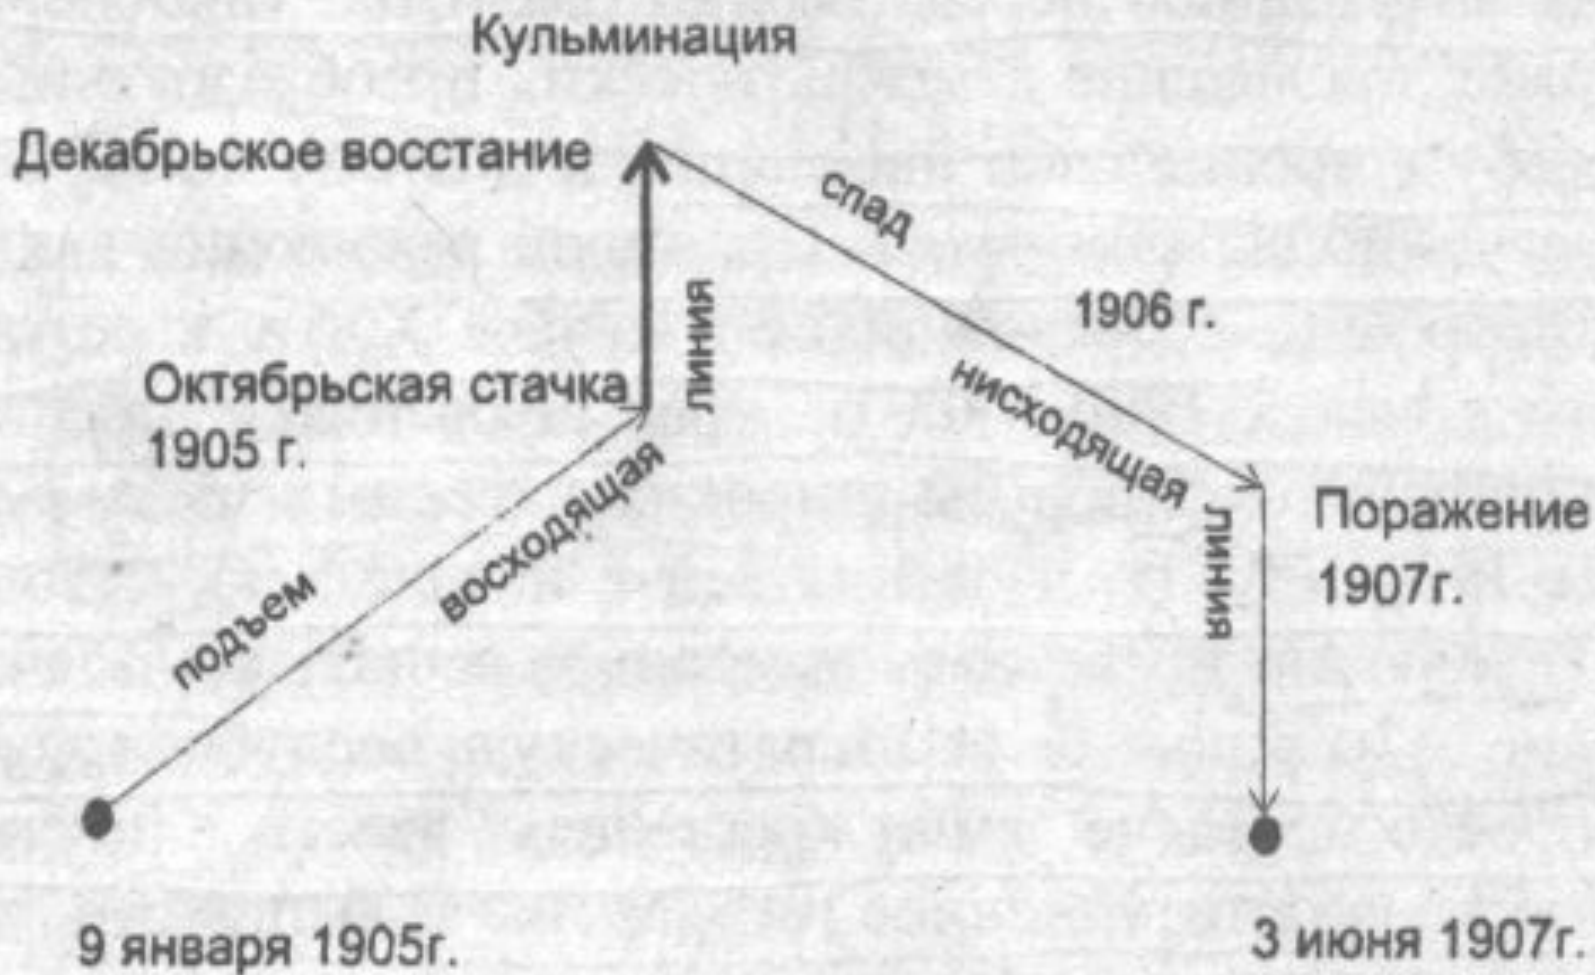 Кульминация
Декабрьское восстание
спад
линия
1906 г.
Октябрьская стачка
1905 г.
нисходящая
восходящая
линия
Поражение
1907г.
подъем
9 января 1905г.
3 июня 1907г.